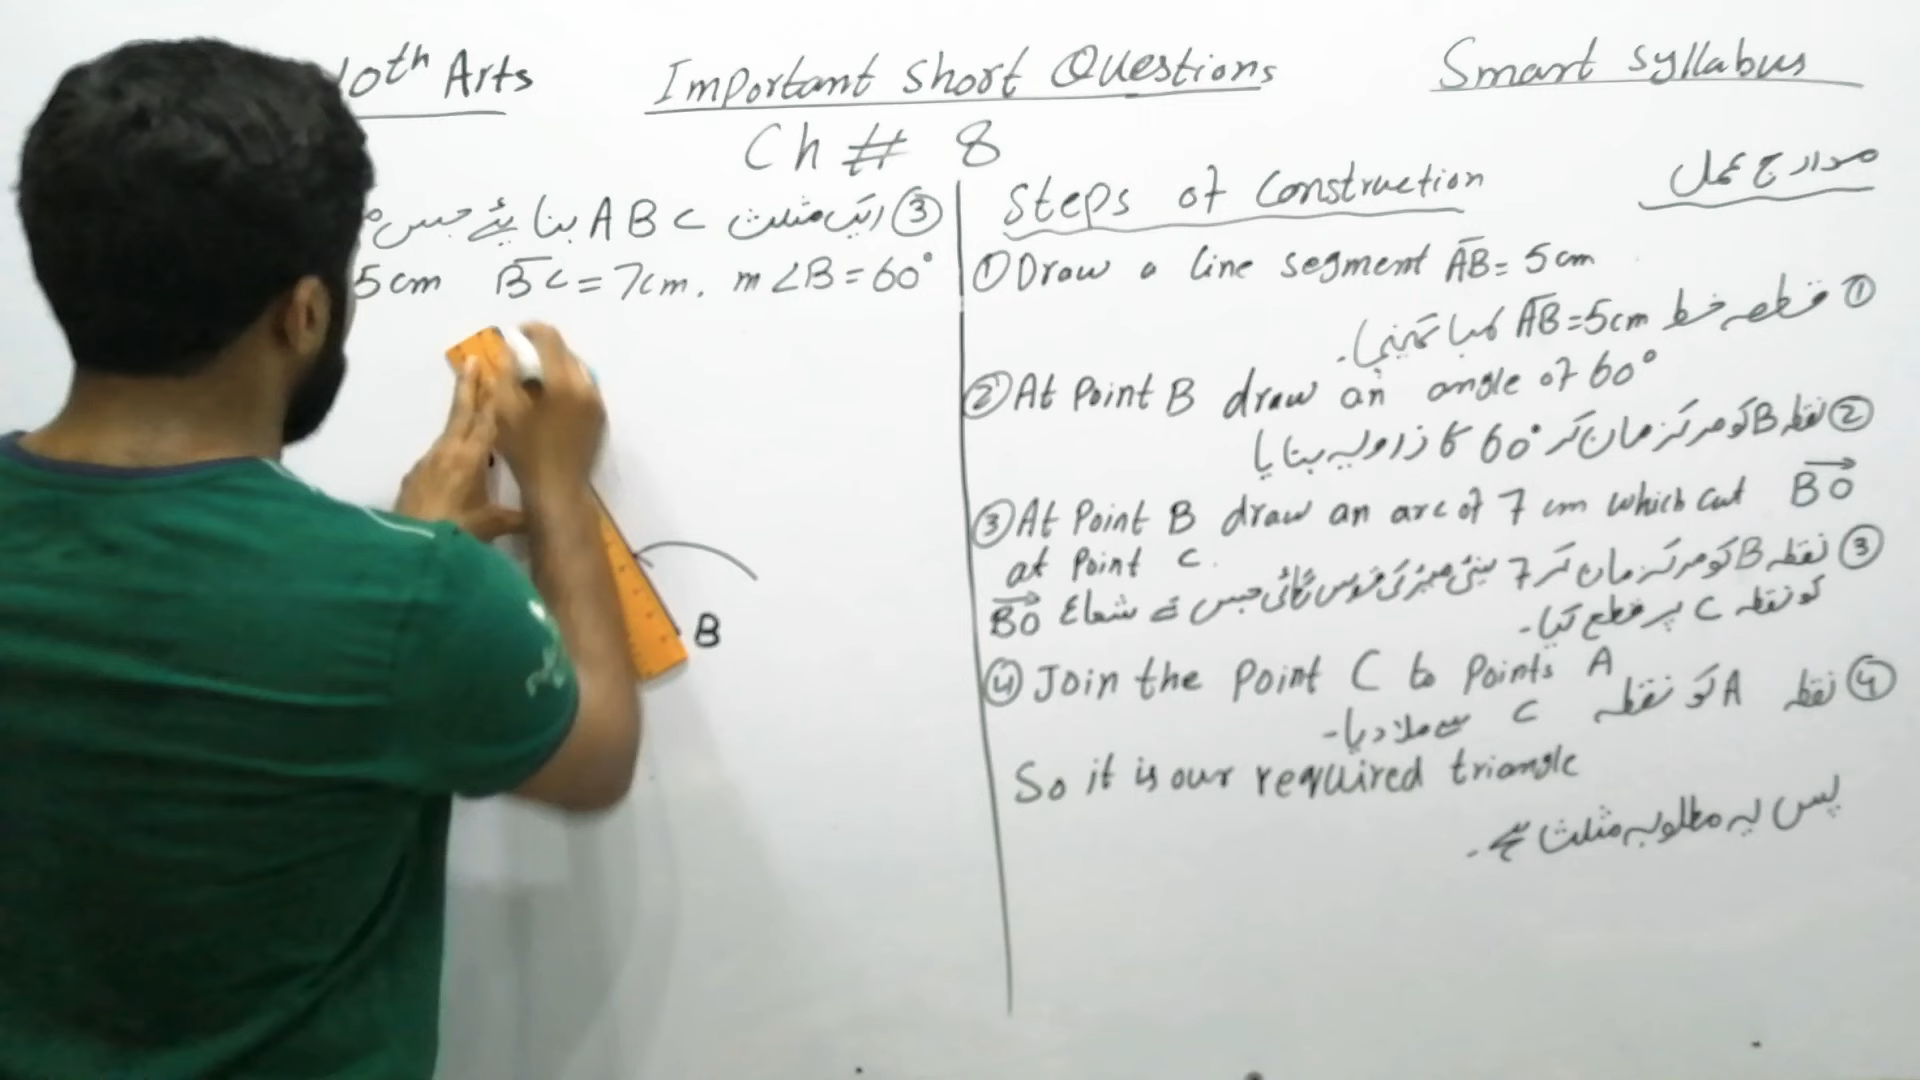 10th Arts
Important Short Questions
Smart Syllabus
Ch # 8
③ ایک مثلث ABC بنایئے جس
5cm BC = 7cm. m∠B = 60°
B
Steps of Construction
مدارج عمل
① Draw a line segment AB = 5cm
① قطعہ خط AB = 5cm لمبا کھینچا۔
② At Point B draw an angle of 60°
② نقطہ B کو مرکز مان کر 60° کا زاویہ بنایا
③ At Point B draw an arc of 7 cm which cut BO
at Point C.
③ نقطہ B کو مرکز مان کر 7 سینٹی میٹر کی قوس لگائی جس نے شعاع BO
کو نقطہ C پر قطع کیا۔
④ Join the Point C to Points A
④ نقطہ A کو نقطہ C سے ملا دیا۔
So it is our required triangle
پس یہ مطلوبہ مثلث ہے۔